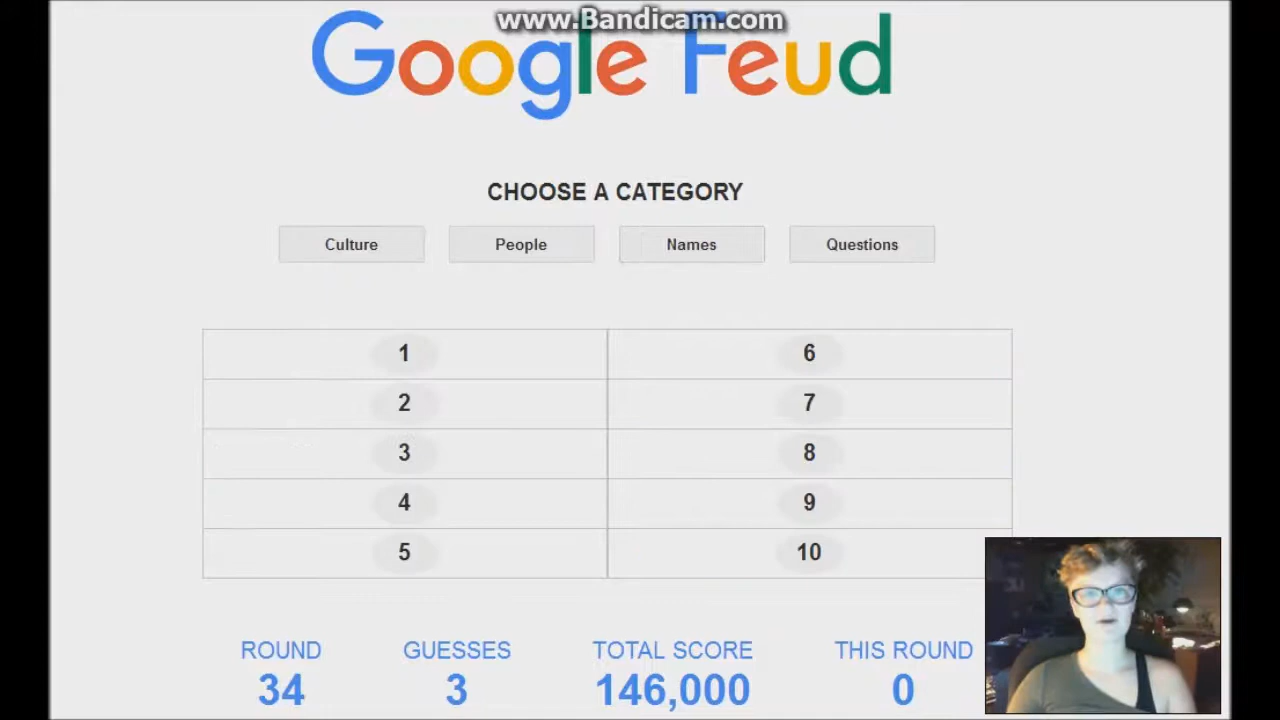 www.Bandicam.com
Google Feud
CHOOSE A CATEGORY
Culture People Names Questions
1 6
2 7
3 8
4 9
5 10
ROUND GUESSES TOTAL SCORE THIS ROUND
34 3 146,000 0